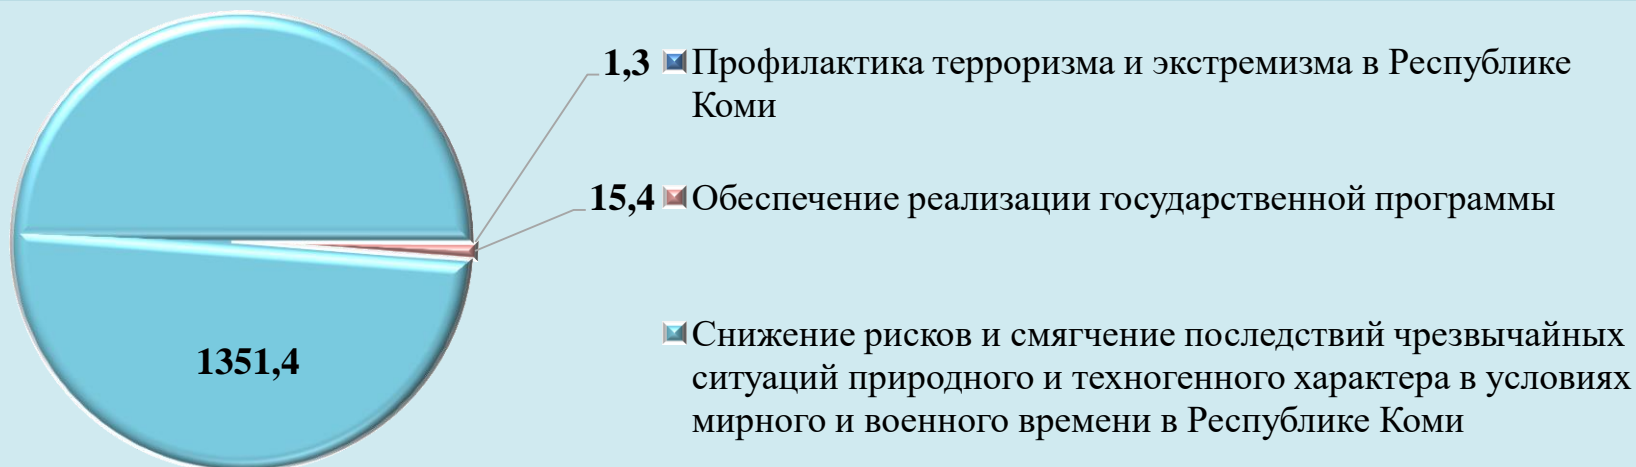 1,3 Профилактика терроризма и экстремизма в Республике
Коми
15,4 Обеспечение реализации государственной программы
Снижение рисков и смягчение последствий чрезвычайных
ситуаций природного и техногенного характера в условиях
мирного и военного времени в Республике Коми
1351,4